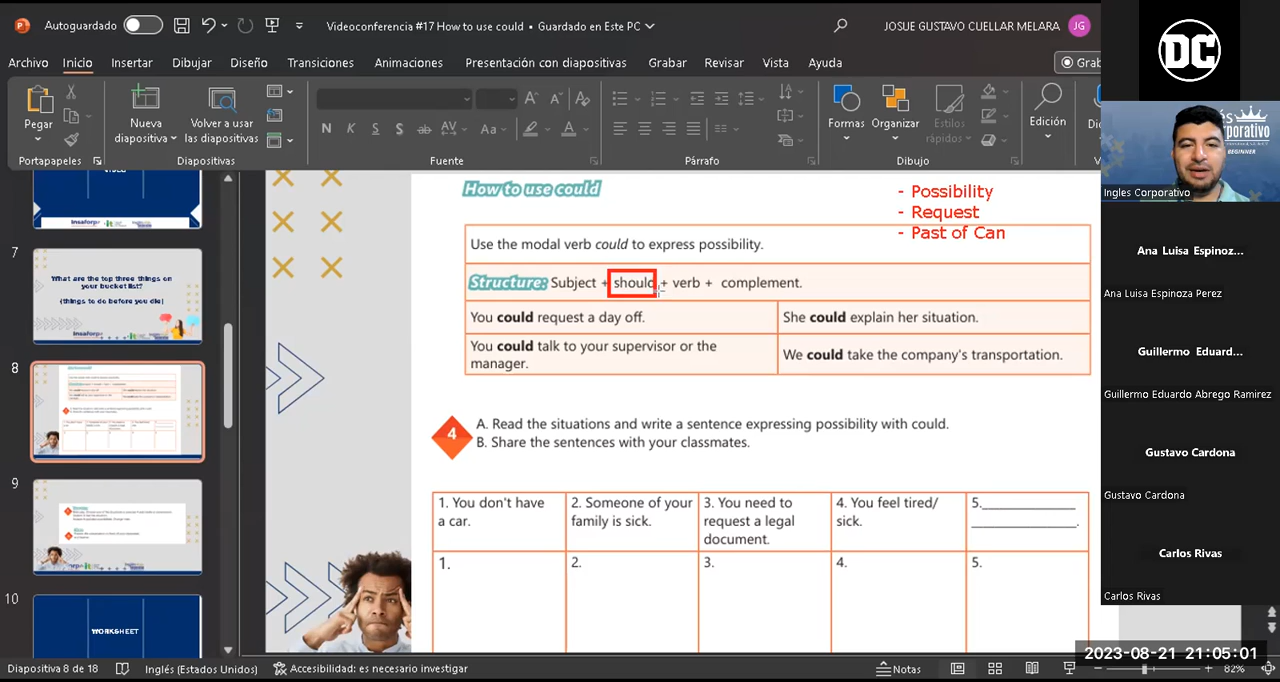 Autoguardado
Videoconferencia #17 How to use could • Guardado en Este PC
JOSUE GUSTAVO CUELLAR MELARA
JG
Archivo Inicio Insertar Dibujar Diseño Transiciones Animaciones Presentación con diapositivas Grabar Revisar Vista Ayuda
Pegar
Nueva diapositiva
Volver a usar las diapositivas
N K S S ab AV Aa A
Formas Organizar Estilos rápidos
Edición
Portapapeles Diapositivas Fuente Párrafo Dibujo
7
What are the top three things on
your bucket list?
(things to do before you die)
8
9
10
WORKSHEET
How to use could
- Possibility
- Request
- Past of Can
Use the modal verb could to express possibility.
Structure: Subject + should + verb + complement.
You could request a day off.
She could explain her situation.
You could talk to your supervisor or the
manager.
We could take the company's transportation.
4
A. Read the situations and write a sentence expressing possibility with could.
B. Share the sentences with your classmates.
1. You don't have
a car.
2. Someone of your
family is sick.
3. You need to
request a legal
document.
4. You feel tired/
sick.
5.______________
_______________.
1.
2.
3.
4.
5.
DC
Ingles Corporativo
Ana Luisa Espinoz...
Ana Luisa Espinoza Perez
Guillermo Eduard...
Guillermo Eduardo Abrego Ramirez
Gustavo Cardona
Gustavo Cardona
Carlos Rivas
Carlos Rivas
2023-08-21 21:05:01
Diapositiva 8 de 18
Inglés (Estados Unidos)
Accesibilidad: es necesario investigar
Notas
82%